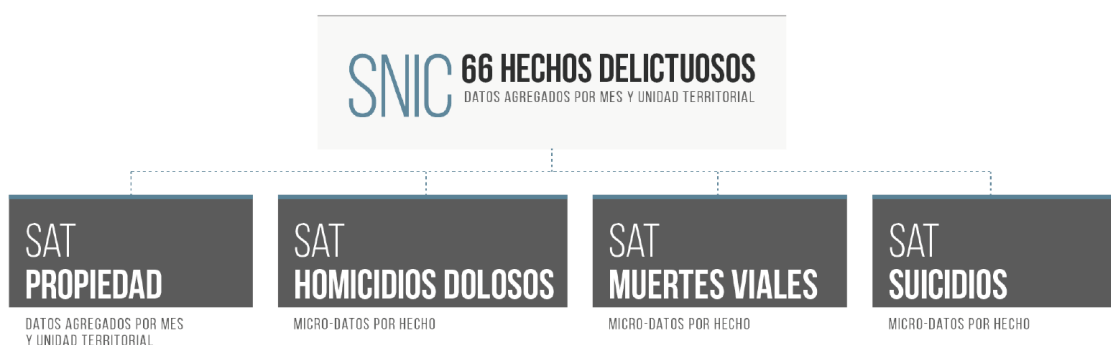 SNIC 66 HECHOS DELICTUOSOS
DATOS AGREGADOS POR MES Y UNIDAD TERRITORIAL
SAT
PROPIEDAD
DATOS AGREGADOS POR MES
Y UNIDAD TERRITORIAL
SAT
HOMICIDIOS DOLOSOS
MICRO-DATOS POR HECHO
SAT
MUERTES VIALES
MICRO-DATOS POR HECHO
SAT
SUICIDIOS
MICRO-DATOS POR HECHO